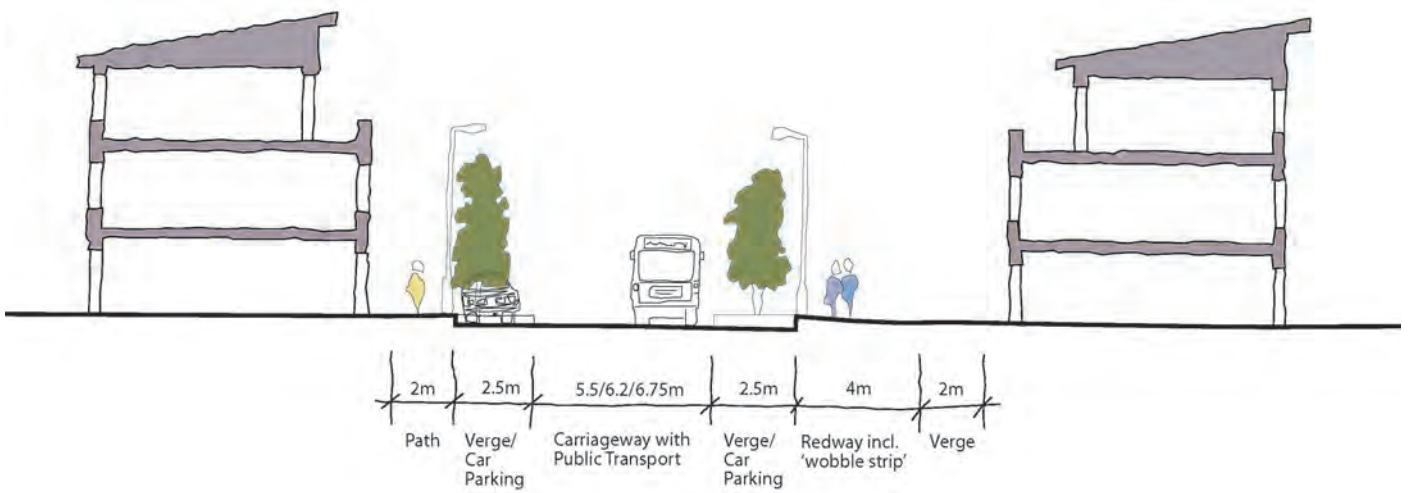 2m
2.5m
5.5/6.2/6.75m
2.5m
4m
2m
Path
Verge/
Car
Parking
Carriageway with
Public Transport
Verge/
Car
Parking
Redway incl.
'wobble strip'
Verge